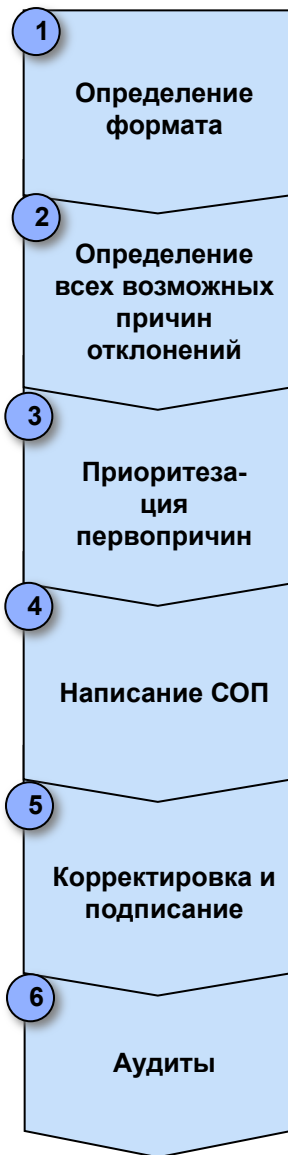 1
Определение
формата
2
Определение
всех возможных
причин
отклонений
3
Приоритеза-
ция
первопричин
4
Написание СОП
5
Корректировка и
подписание
6
Аудиты